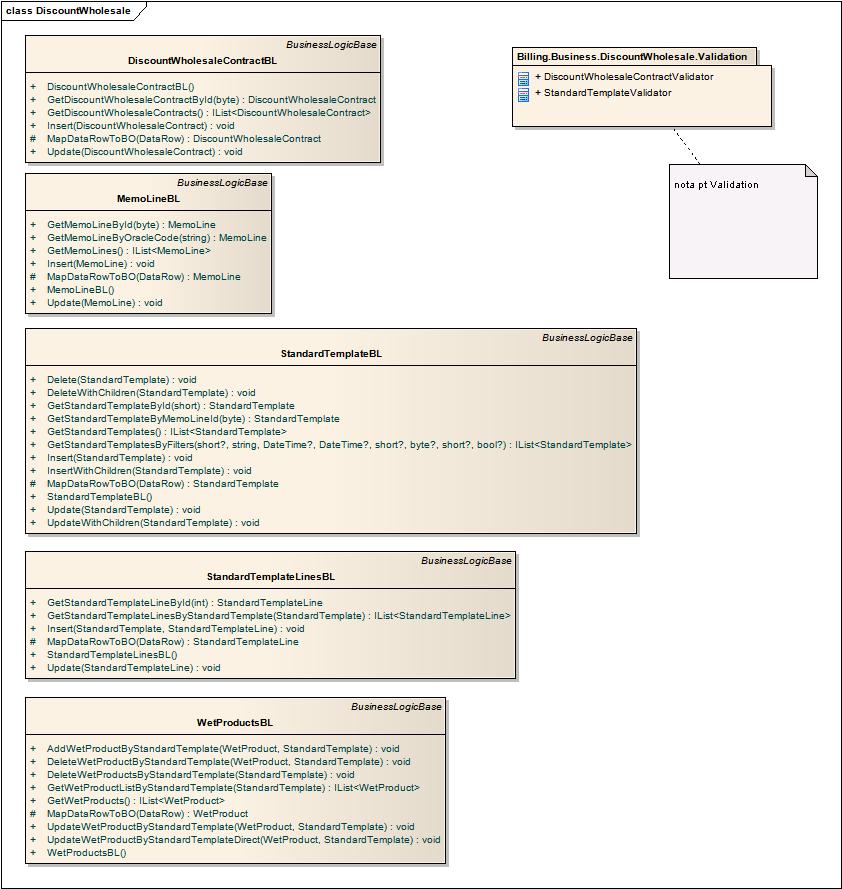 class DiscountWholesale
BusinessLogicBase
DiscountWholesaleContractBL
+ DiscountWholesaleContractBL()
+ GetDiscountWholesaleContractById(byte) : DiscountWholesaleContract
+ GetDiscountWholesaleContracts() : IList<DiscountWholesaleContract>
+ Insert(DiscountWholesaleContract) : void
# MapDataRowToBO(DataRow) : DiscountWholesaleContract
+ Update(DiscountWholesaleContract) : void
Billing.Business.DiscountWholesale.Validation
+ DiscountWholesaleContractValidator
+ StandardTemplateValidator
nota pt Validation
BusinessLogicBase
MemoLineBL
+ GetMemoLineById(byte) : MemoLine
+ GetMemoLineByOracleCode(string) : MemoLine
+ GetMemoLines() : IList<MemoLine>
+ Insert(MemoLine) : void
# MapDataRowToBO(DataRow) : MemoLine
+ MemoLineBL()
+ Update(MemoLine) : void
BusinessLogicBase
StandardTemplateBL
+ Delete(StandardTemplate) : void
+ DeleteWithChildren(StandardTemplate) : void
+ GetStandardTemplateById(short) : StandardTemplate
+ GetStandardTemplateByMemoLineId(byte) : StandardTemplate
+ GetStandardTemplates() : IList<StandardTemplate>
+ GetStandardTemplatesByFilters(short?, string, DateTime?, DateTime?, short?, byte?, short?, bool?) : IList<StandardTemplate>
+ Insert(StandardTemplate) : void
+ InsertWithChildren(StandardTemplate) : void
# MapDataRowToBO(DataRow) : StandardTemplate
+ StandardTemplateBL()
+ Update(StandardTemplate) : void
+ UpdateWithChildren(StandardTemplate) : void
BusinessLogicBase
StandardTemplateLinesBL
+ GetStandardTemplateLineById(int) : StandardTemplateLine
+ GetStandardTemplateLinesByStandardTemplate(StandardTemplate) : IList<StandardTemplateLine>
+ Insert(StandardTemplate, StandardTemplateLine) : void
# MapDataRowToBO(DataRow) : StandardTemplateLine
+ StandardTemplateLinesBL()
+ Update(StandardTemplateLine) : void
BusinessLogicBase
WetProductsBL
+ AddWetProductByStandardTemplate(WetProduct, StandardTemplate) : void
+ DeleteWetProductByStandardTemplate(WetProduct, StandardTemplate) : void
+ DeleteWetProductsByStandardTemplate(StandardTemplate) : void
+ GetWetProductListByStandardTemplate(StandardTemplate) : IList<WetProduct>
+ GetWetProducts() : IList<WetProduct>
# MapDataRowToBO(DataRow) : WetProduct
+ UpdateWetProductByStandardTemplate(WetProduct, StandardTemplate) : void
+ UpdateWetProductByStandardTemplateDirect(WetProduct, StandardTemplate) : void
+ WetProductsBL()